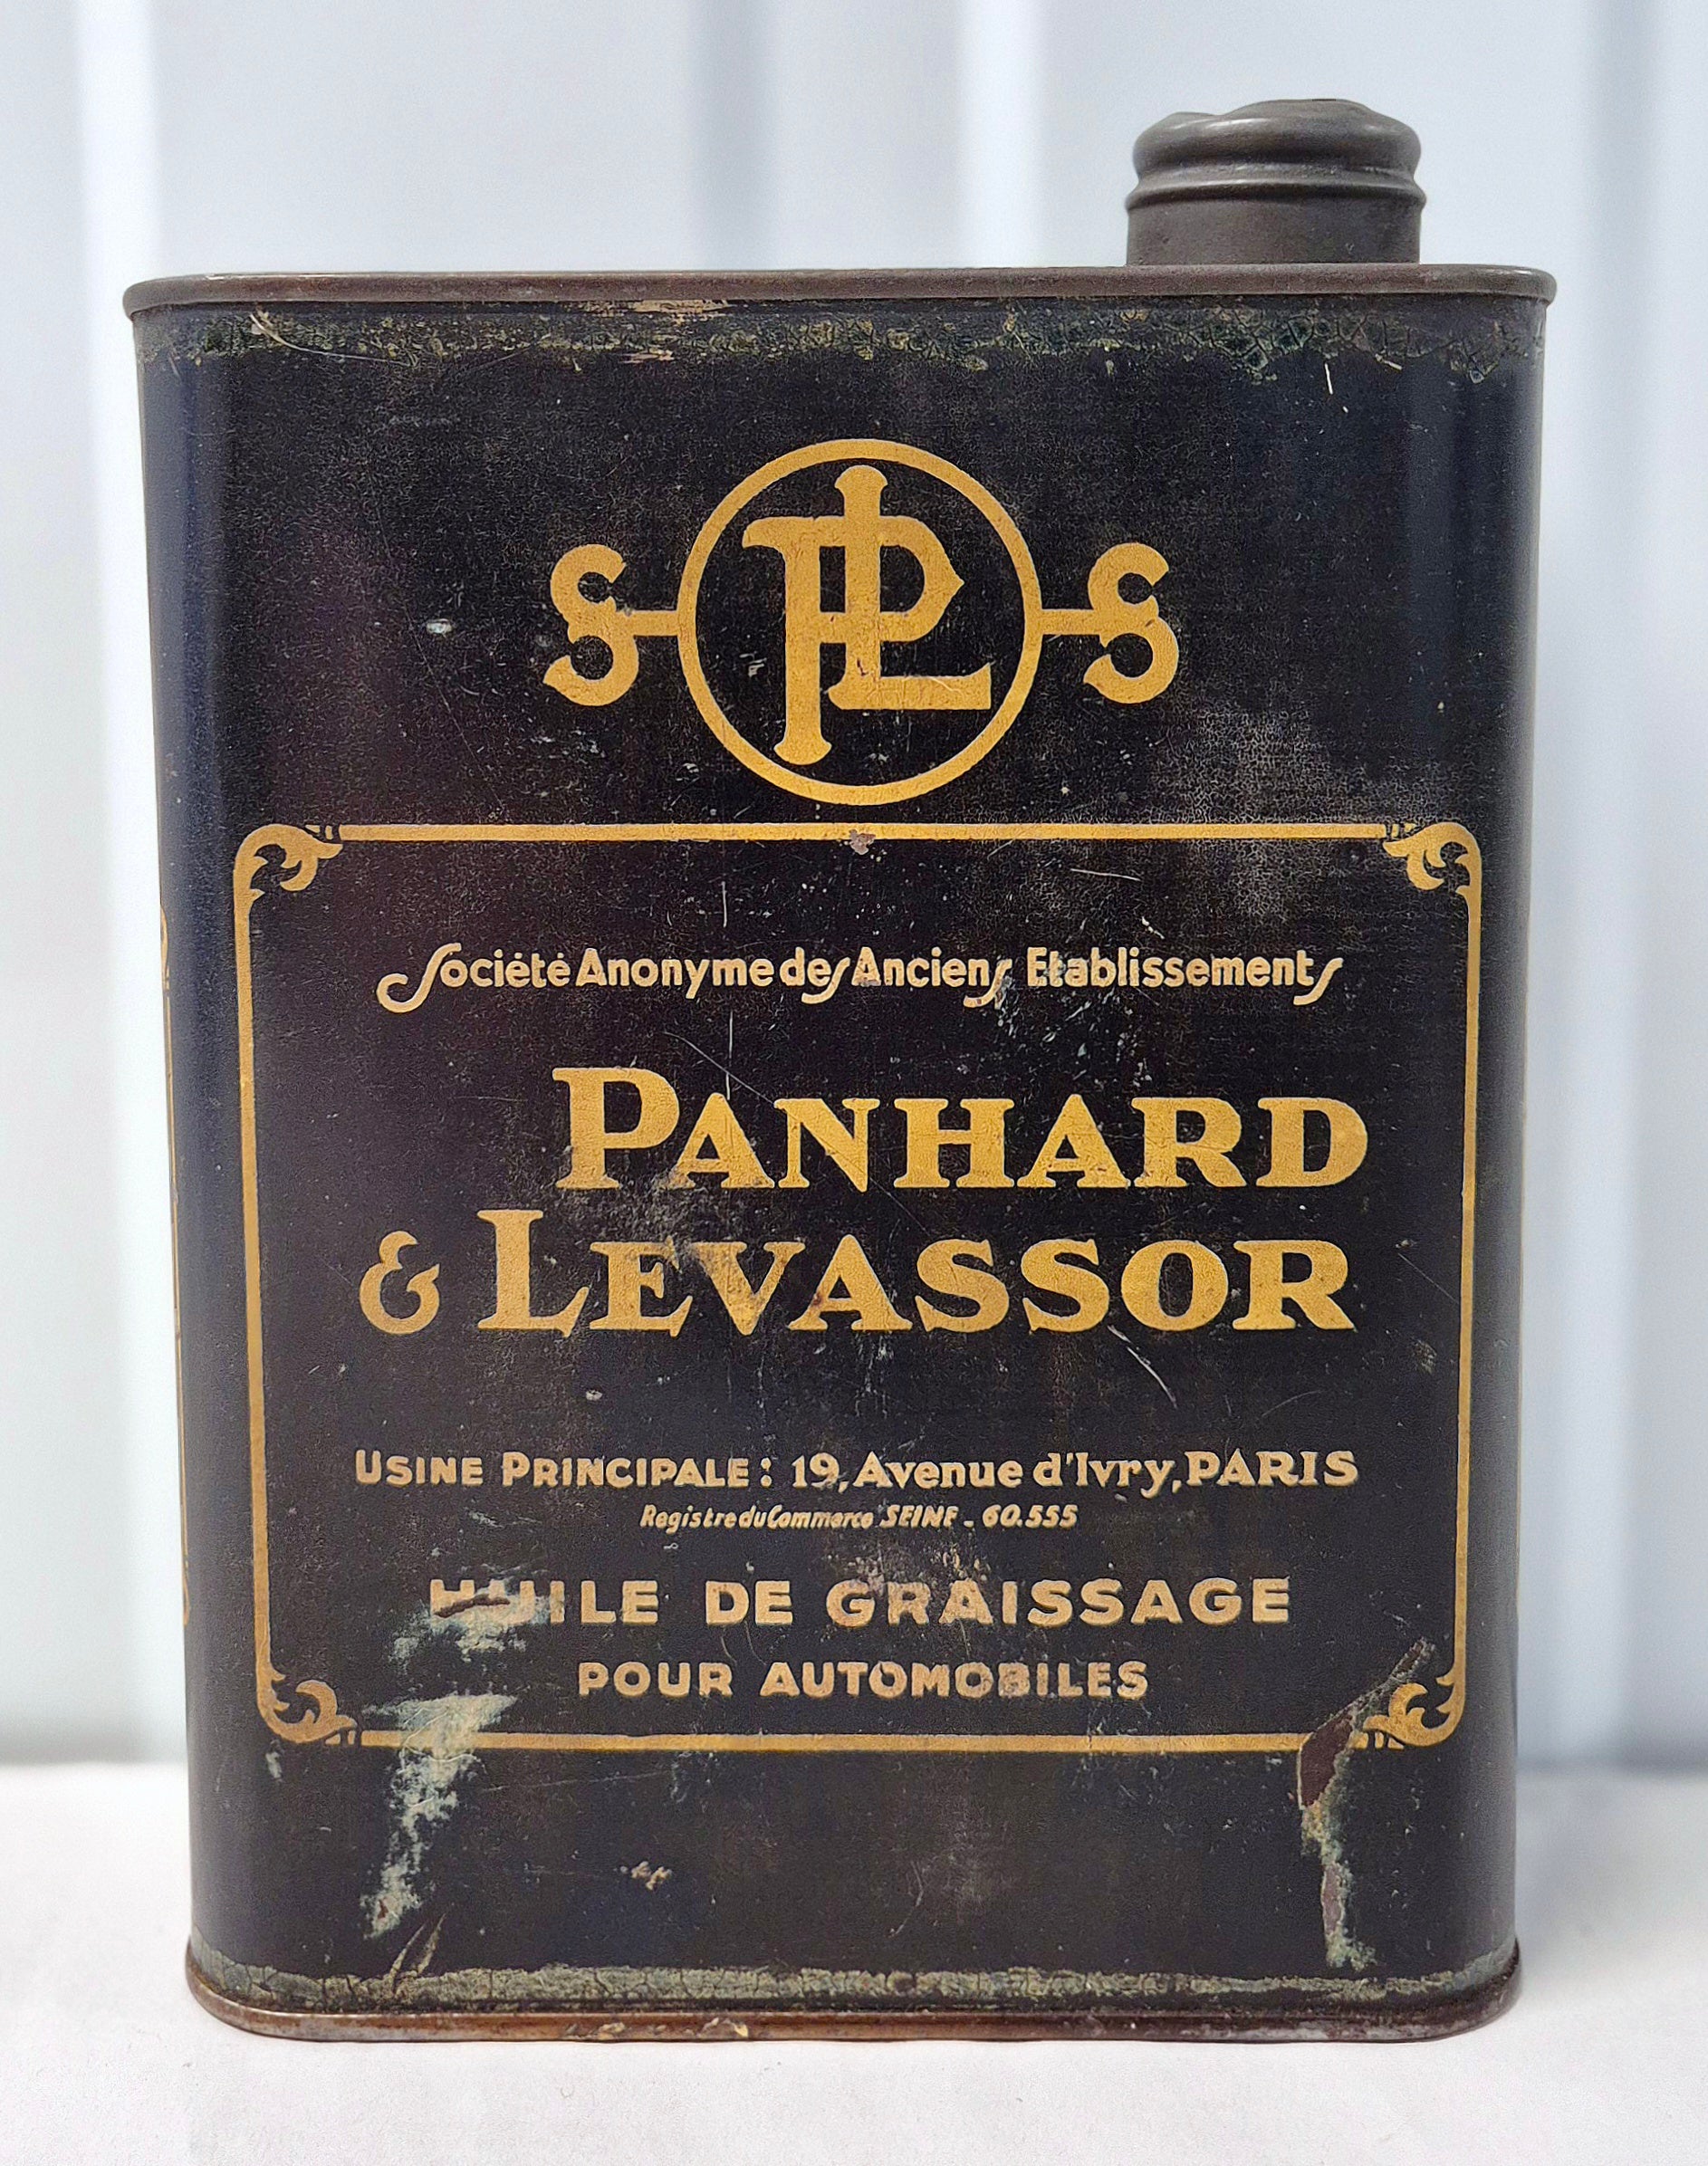 S PL S
Société Anonyme des Anciens Etablissements
PANHARD
& LEVASSOR
USINE PRINCIPALE : 19, Avenue d'Ivry, PARIS
Registre du Commerce SEINE - 60.555
HUILE DE GRAISSAGE
POUR AUTOMOBILES